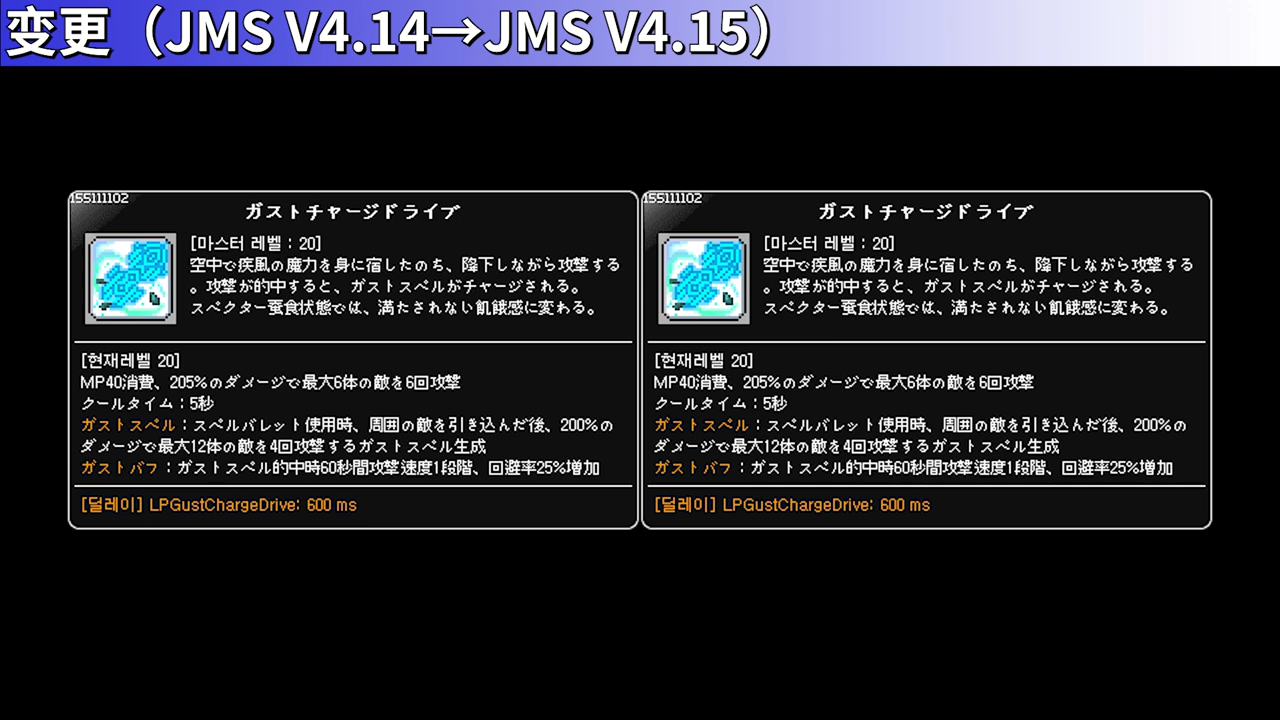 変更（JMS V4.14→JMS V4.15）
155111102
ガストチャージドライブ
[마스터 레벨 : 20]
空中で疾風の魔力を身に宿したのち、降下しながら攻撃する
。攻撃が的中すると、ガストスペルがチャージされる。
スペクター蚕食状態では、満たされない飢餓感に変わる。
[현재레벨 20]
MP40消費、205%のダメージで最大6体の敵を6回攻撃
クールタイム：5秒
ガストスペル：スペルバレット使用時、周囲の敵を引き込んだ後、200%の
ダメージで最大12体の敵を4回攻撃するガストスペル生成
ガストバフ：ガストスペル的中時60秒間攻撃速度1段階、回避率25%増加
[딜레이] LPGustChargeDrive: 600 ms
155111102
ガストチャージドライブ
[마스터 레벨 : 20]
空中で疾風の魔力を身に宿したのち、降下しながら攻撃する
。攻撃が的中すると、ガストスペルがチャージされる。
スペクター蚕食状態では、満たされない飢餓感に変わる。
[현재레벨 20]
MP40消費、205%のダメージで最大6体の敵を6回攻撃
クールタイム：5秒
ガストスペル：スペルバレット使用時、周囲の敵を引き込んだ後、200%の
ダメージで最大12体の敵を4回攻撃するガストスペル生成
ガストバフ：ガストスペル的中時60秒間攻撃速度1段階、回避率25%増加
[딜레이] LPGustChargeDrive: 600 ms